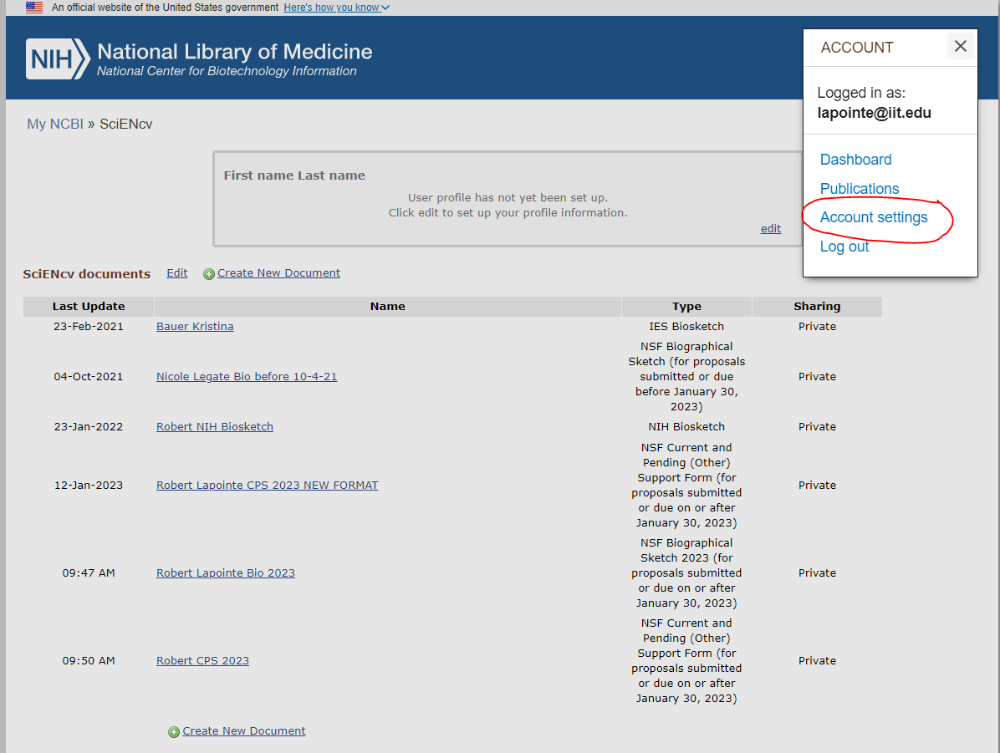 An official website of the United States government Here's how you know
NIH National Library of Medicine
National Center for Biotechnology Information
ACCOUNT
Logged in as:
lapointe@iit.edu
Dashboard
Publications
Account settings
Log out
My NCBI » SciENcv
First name Last name
User profile has not yet been set up.
Click edit to set up your profile information.
edit
SciENcv documents Edit Create New Document
Last Update Name Type Sharing
23-Feb-2021 Bauer Kristina IES Biosketch Private
04-Oct-2021 Nicole Legate Bio before 10-4-21 NSF Biographical
Sketch (for proposals
submitted or due
before January 30,
2023) Private
23-Jan-2022 Robert NIH Biosketch NIH Biosketch Private
12-Jan-2023 Robert Lapointe CPS 2023 NEW FORMAT NSF Current and
Pending (Other)
Support Form (for
proposals submitted
or due on or after
January 30, 2023) Private
09:47 AM Robert Lapointe Bio 2023 NSF Biographical
Sketch 2023 (for
proposals submitted
or due on or after
January 30, 2023) Private
09:50 AM Robert CPS 2023 NSF Current and
Pending (Other)
Support Form (for
proposals submitted
or due on or after
January 30, 2023) Private
Create New Document